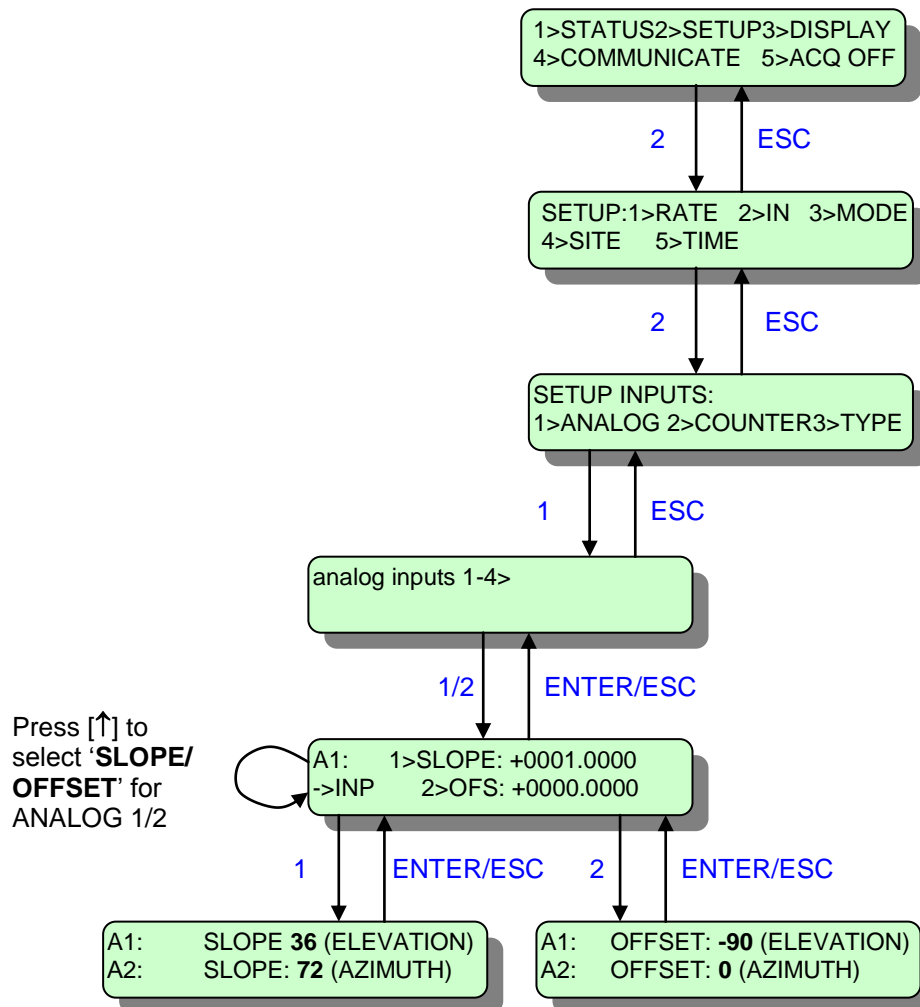 1>STATUS2>SETUP3>DISPLAY
4>COMMUNICATE 5>ACQ OFF
2
ESC
SETUP:1>RATE 2>IN 3>MODE
4>SITE 5>TIME
2
ESC
SETUP INPUTS:
1>ANALOG 2>COUNTER3>TYPE
1
ESC
analog inputs 1-4>
1/2
ENTER/ESC
Press [↑] to
select ‘SLOPE/
OFFSET’ for
ANALOG 1/2
A1: 1>SLOPE: +0001.0000
->INP 2>OFS: +0000.0000
1
ENTER/ESC
2
ENTER/ESC
A1: SLOPE 36 (ELEVATION)
A2: SLOPE: 72 (AZIMUTH)
A1: OFFSET: -90 (ELEVATION)
A2: OFFSET: 0 (AZIMUTH)